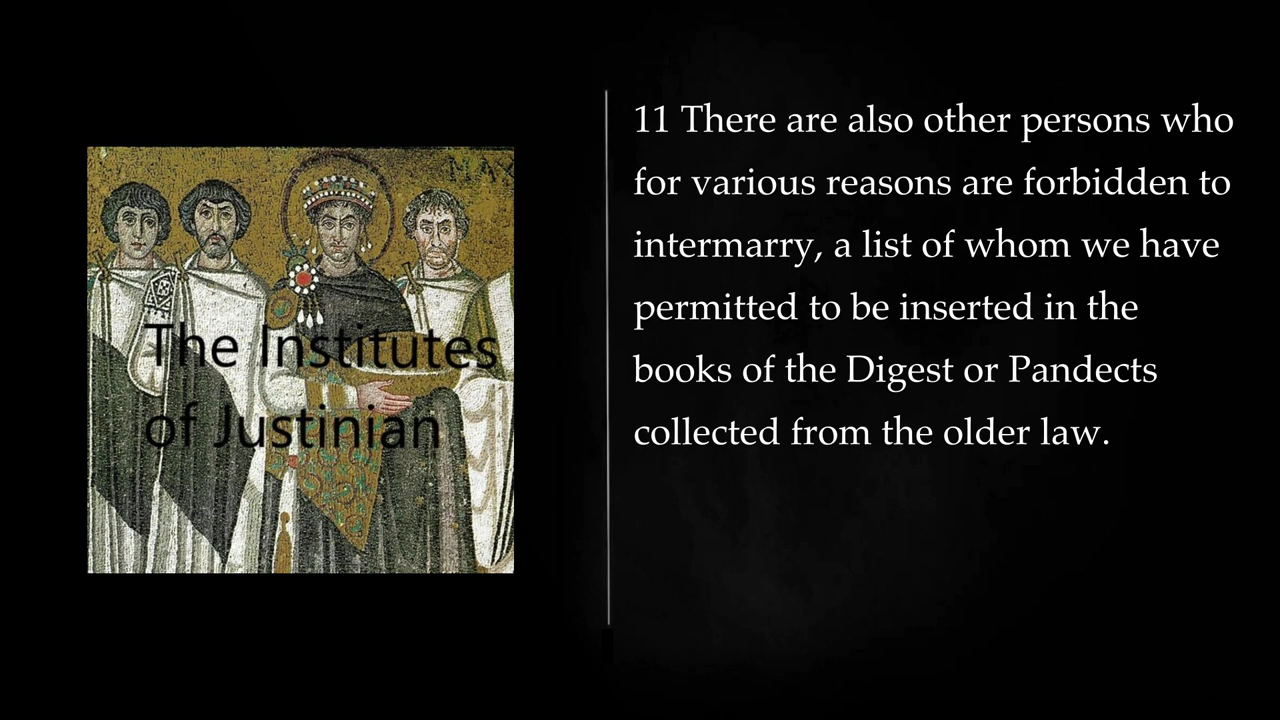 MAX
The Institutes
of Justinian
11 There are also other persons who
for various reasons are forbidden to
intermarry, a list of whom we have
permitted to be inserted in the
books of the Digest or Pandects
collected from the older law.